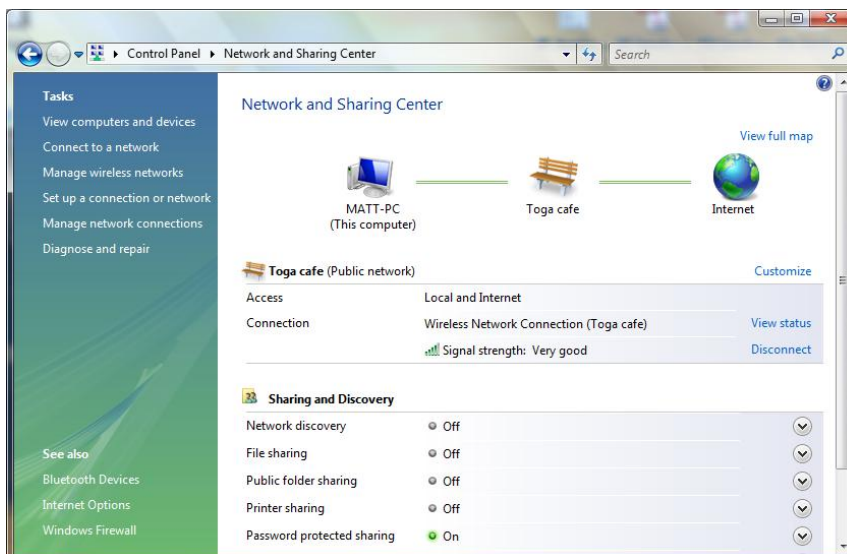 Control Panel
Network and Sharing Center
Search
Tasks
View computers and devices
Connect to a network
Manage wireless networks
Set up a connection or network
Manage network connections
Diagnose and repair
See also
Bluetooth Devices
Internet Options
Windows Firewall
Network and Sharing Center
View full map
MATT-PC
(This computer)
Toga cafe
Internet
Toga cafe (Public network)
Customize
Access Local and Internet
Connection Wireless Network Connection (Toga cafe) View status
Signal strength: Very good Disconnect
Sharing and Discovery
Network discovery Off
File sharing Off
Public folder sharing Off
Printer sharing Off
Password protected sharing On